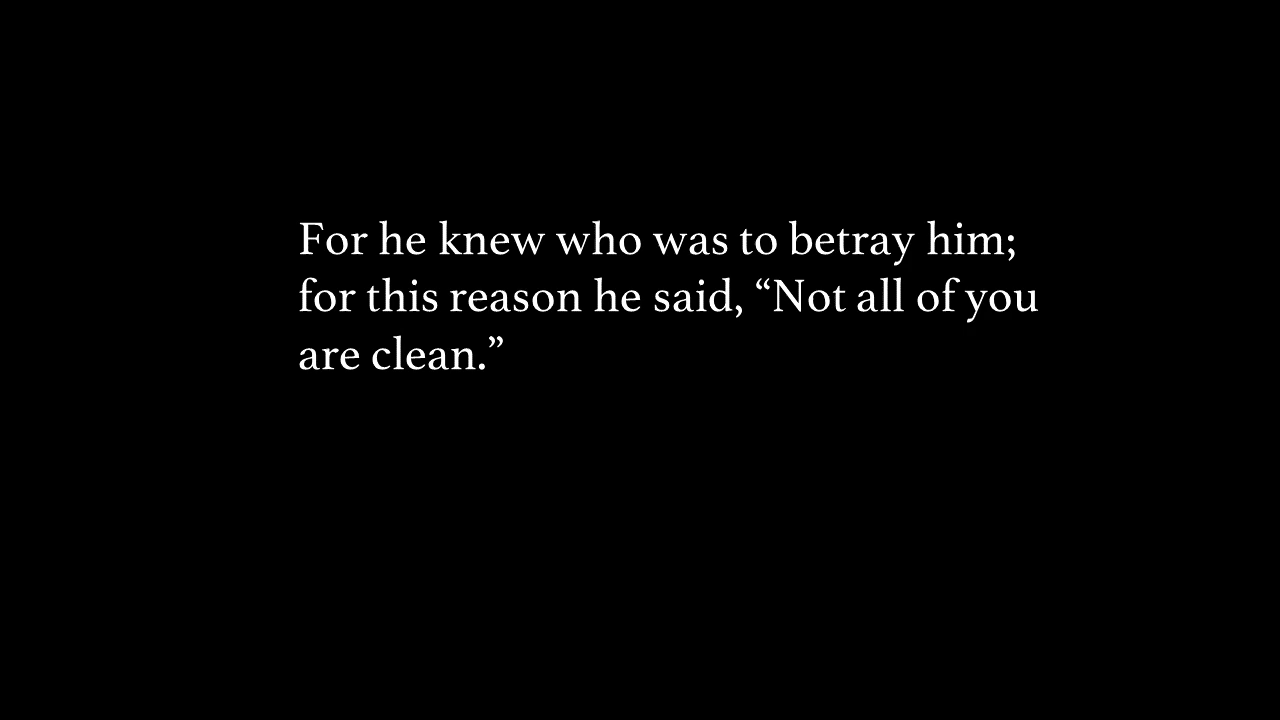 For he knew who was to betray him;
for this reason he said, “Not all of you
are clean.”